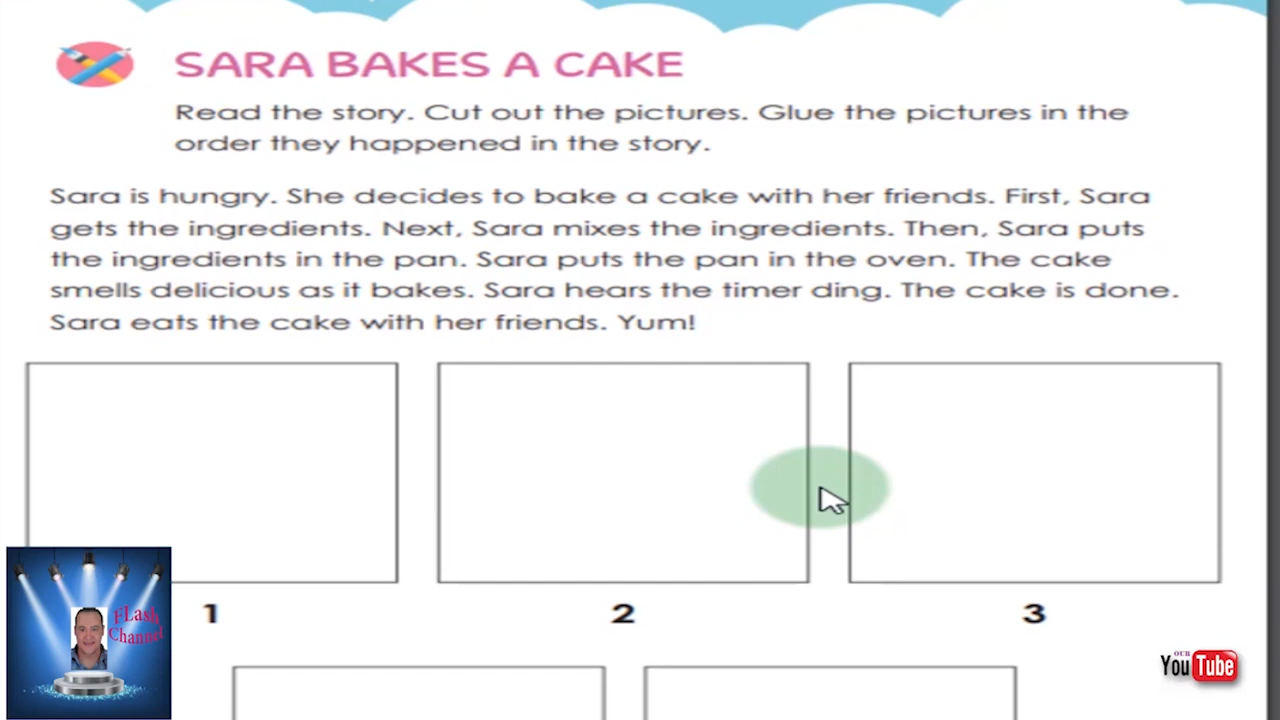 SARA BAKES A CAKE
Read the story. Cut out the pictures. Glue the pictures in the
order they happened in the story.
Sara is hungry. She decides to bake a cake with her friends. First, Sara
gets the ingredients. Next, Sara mixes the ingredients. Then, Sara puts
the ingredients in the pan. Sara puts the pan in the oven. The cake
smells delicious as it bakes. Sara hears the timer ding. The cake is done.
Sara eats the cake with her friends. Yum!
1
2
3
FLash
Channel
OUR
YouTube